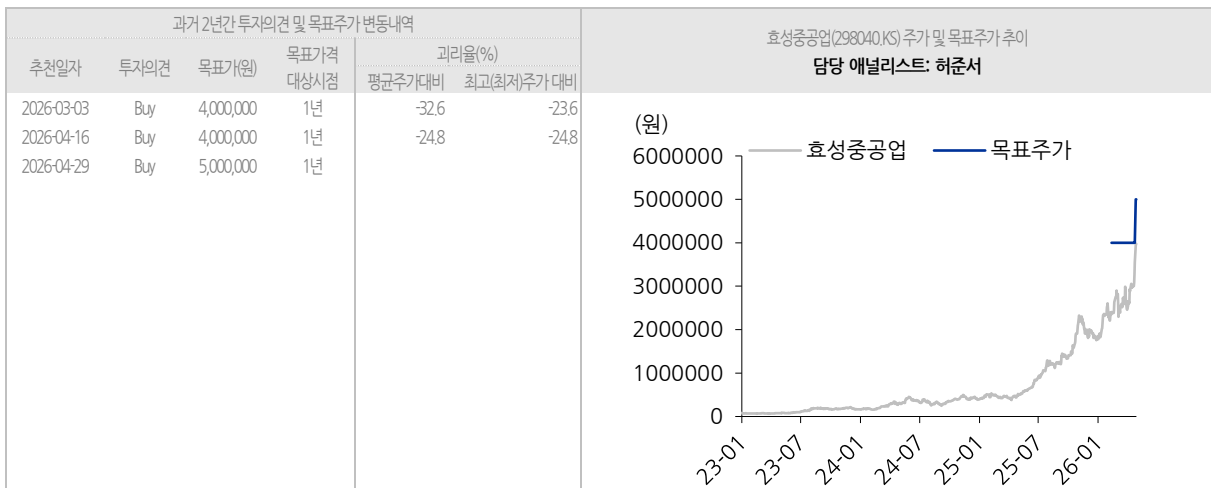 과거 2년간 투자의견 및 목표주가 변동내역
추천일자 투자의견 목표가(원) 목표가격 대상시점 괴리율(%)
평균주가대비 최고(최저)주가 대비
2026-03-03 Buy 4,000,000 1년 -32.6 -23.6
2026-04-16 Buy 4,000,000 1년 -24.8 -24.8
2026-04-29 Buy 5,000,000 1년
효성중공업(298040.KS) 주가 및 목표주가 추이
담당 애널리스트: 허준서
(원)
효성중공업 목표주가
6000000
5000000
4000000
3000000
2000000
1000000
0
23-01 23-07 24-01 24-07 25-01 25-07 26-01